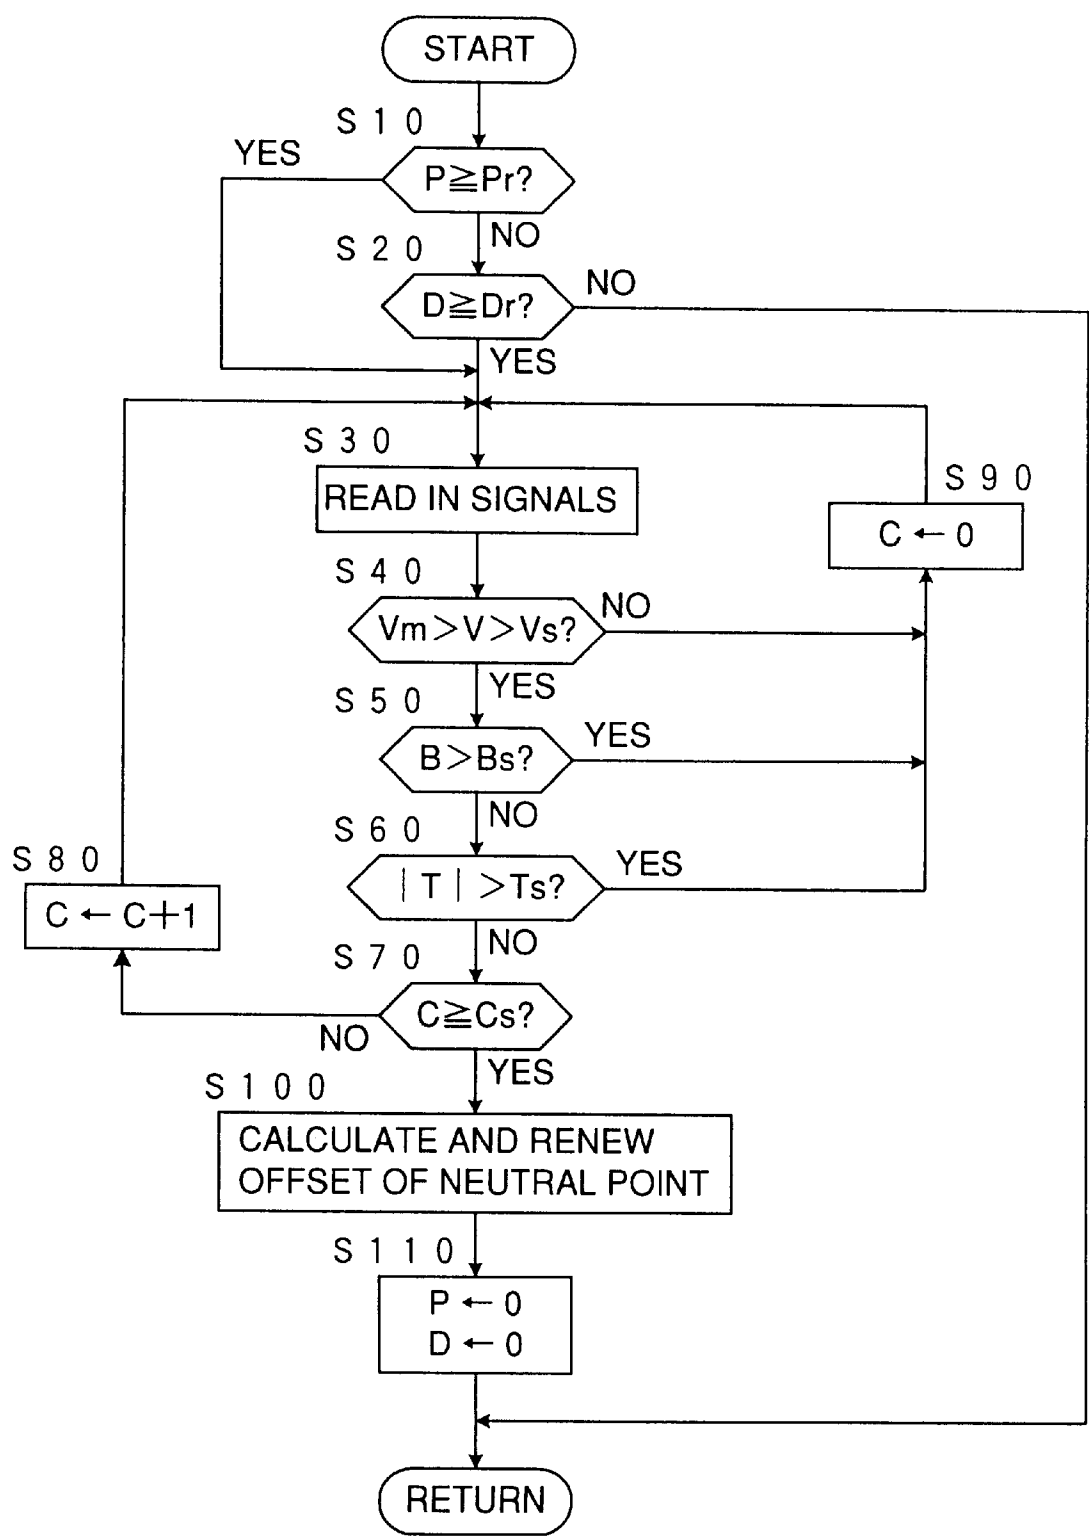 START
S10
YES
P≧Pr?
NO
S20
NO
D≧Dr?
YES
S30
READ IN SIGNALS
S90
C←0
S40
NO
Vm>V>Vs?
YES
S50
YES
B>Bs?
NO
S60
YES
|T|>Ts?
S80
C←C+1
NO
S70
C≧Cs?
NO
YES
S100
CALCULATE AND RENEW
OFFSET OF NEUTRAL POINT
S110
P←0
D←0
RETURN